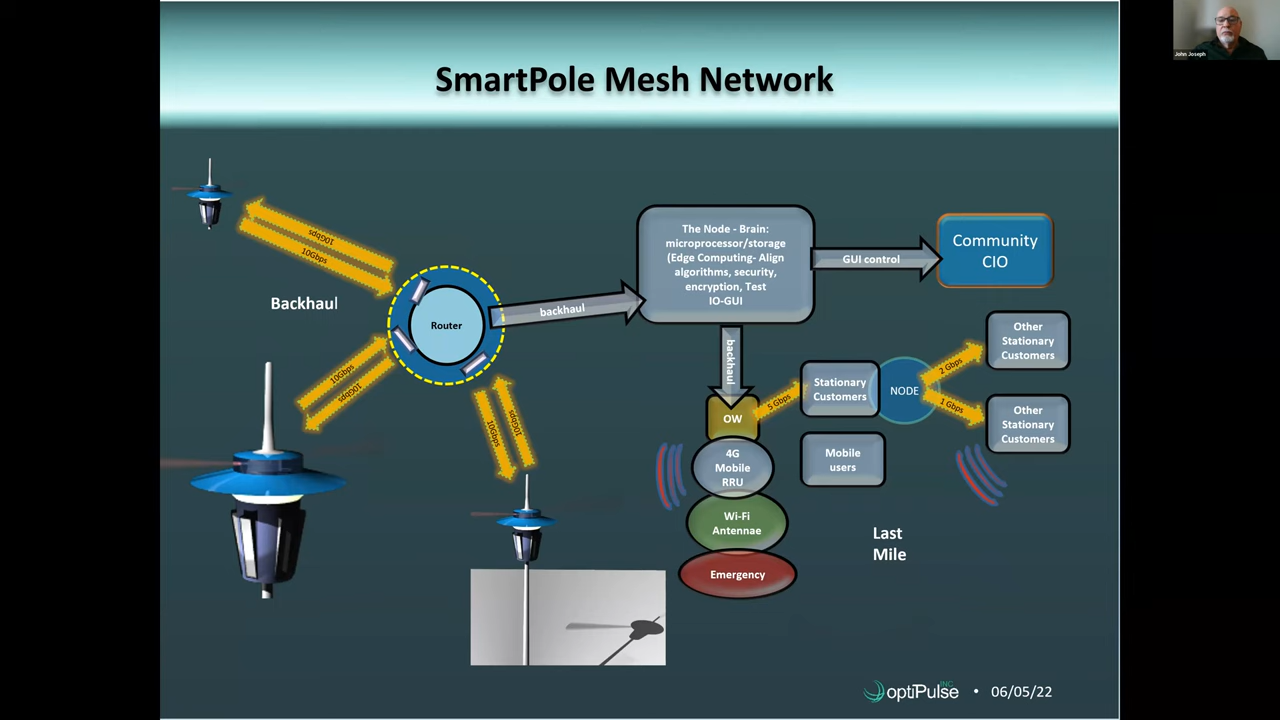 John Joseph
SmartPole Mesh Network
10Gbps
10Gbps
Backhaul
Router
backhaul
The Node - Brain:
microprocessor/storage
(Edge Computing- Align
algorithms, security,
encryption, Test
IO-GUI
GUI control
Community
CIO
10Gbps
10Gbps
10Gbps
10Gbps
backhaul
OW
5 Gbps
Stationary
Customers
NODE
2 Gbps
1 Gbps
Other
Stationary
Customers
Other
Stationary
Customers
4G
Mobile
RRU
Mobile
users
Wi-Fi
Antennae
Emergency
Last
Mile
optiPulse INC
• 06/05/22